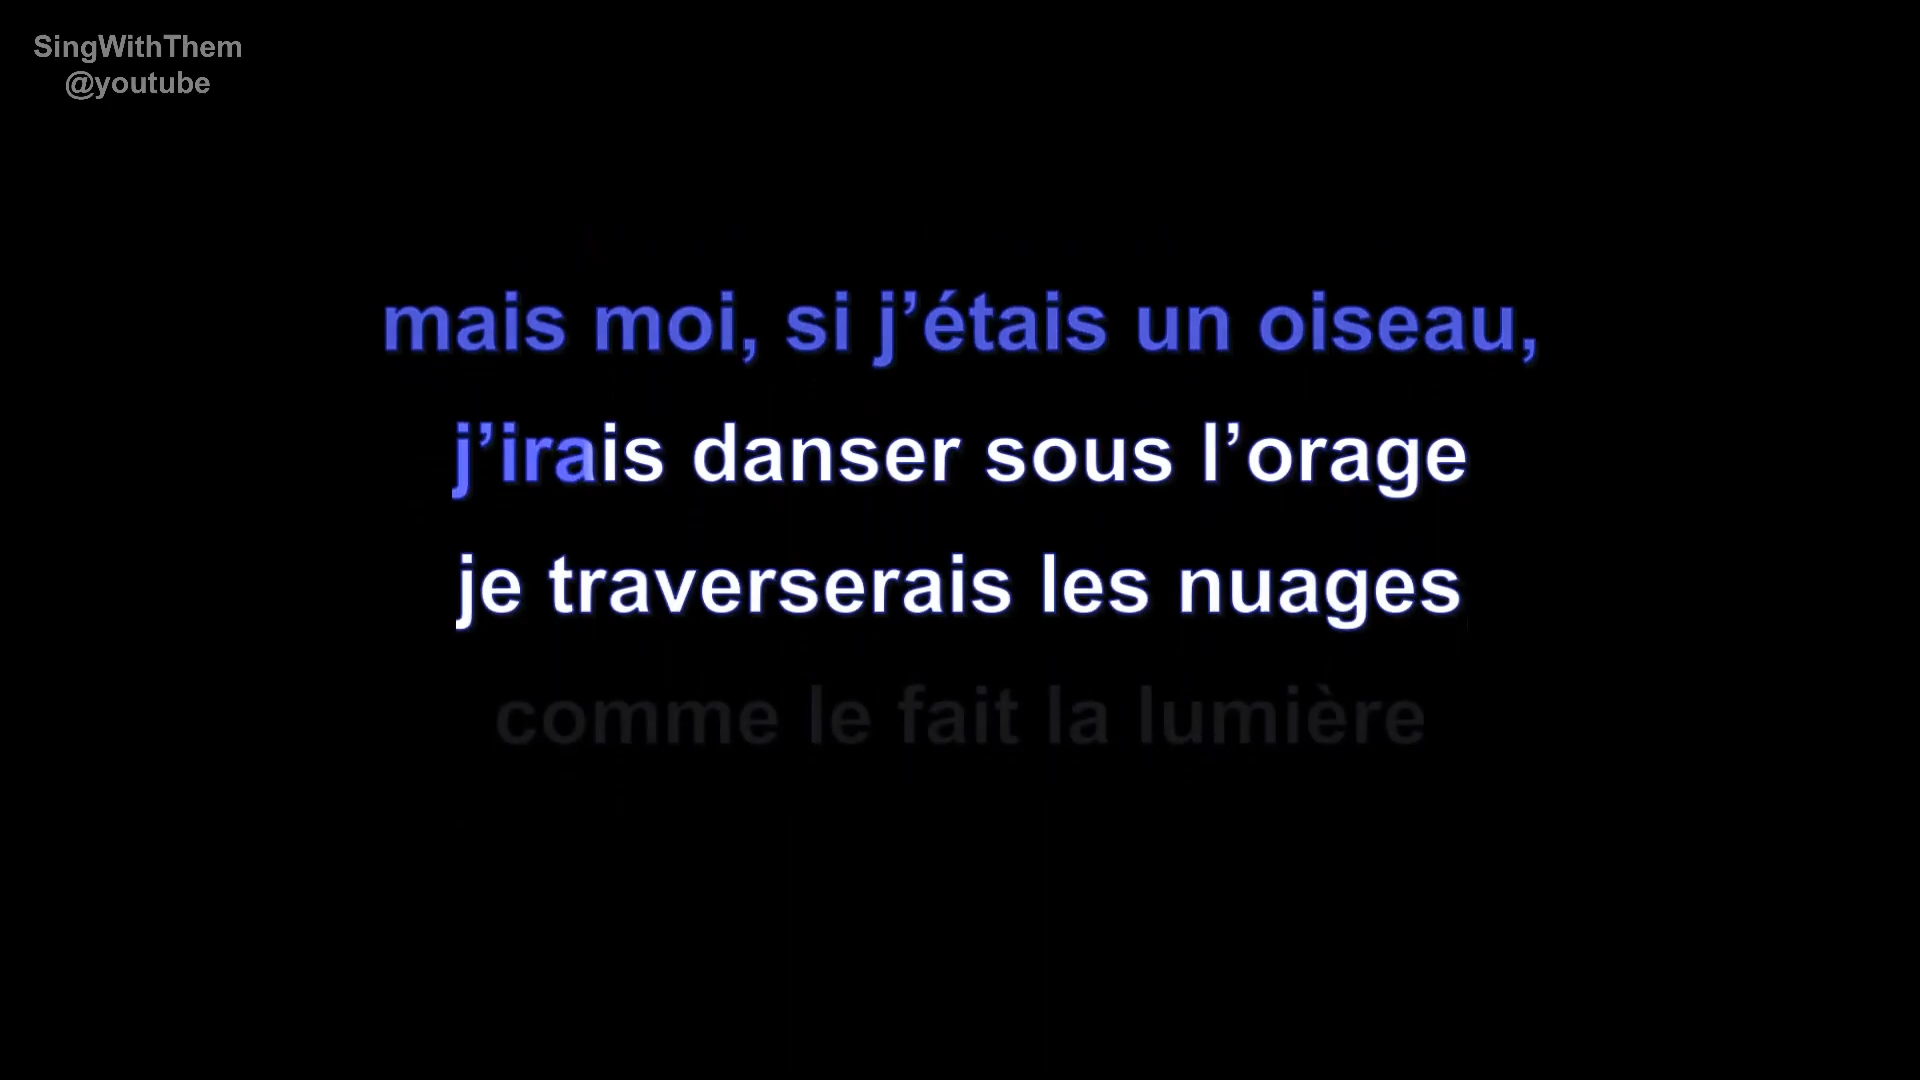 SingWithThem
@youtube
mais moi, si j’étais un oiseau,
j’irais danser sous l’orage
je traverserais les nuages
comme le fait la lumière